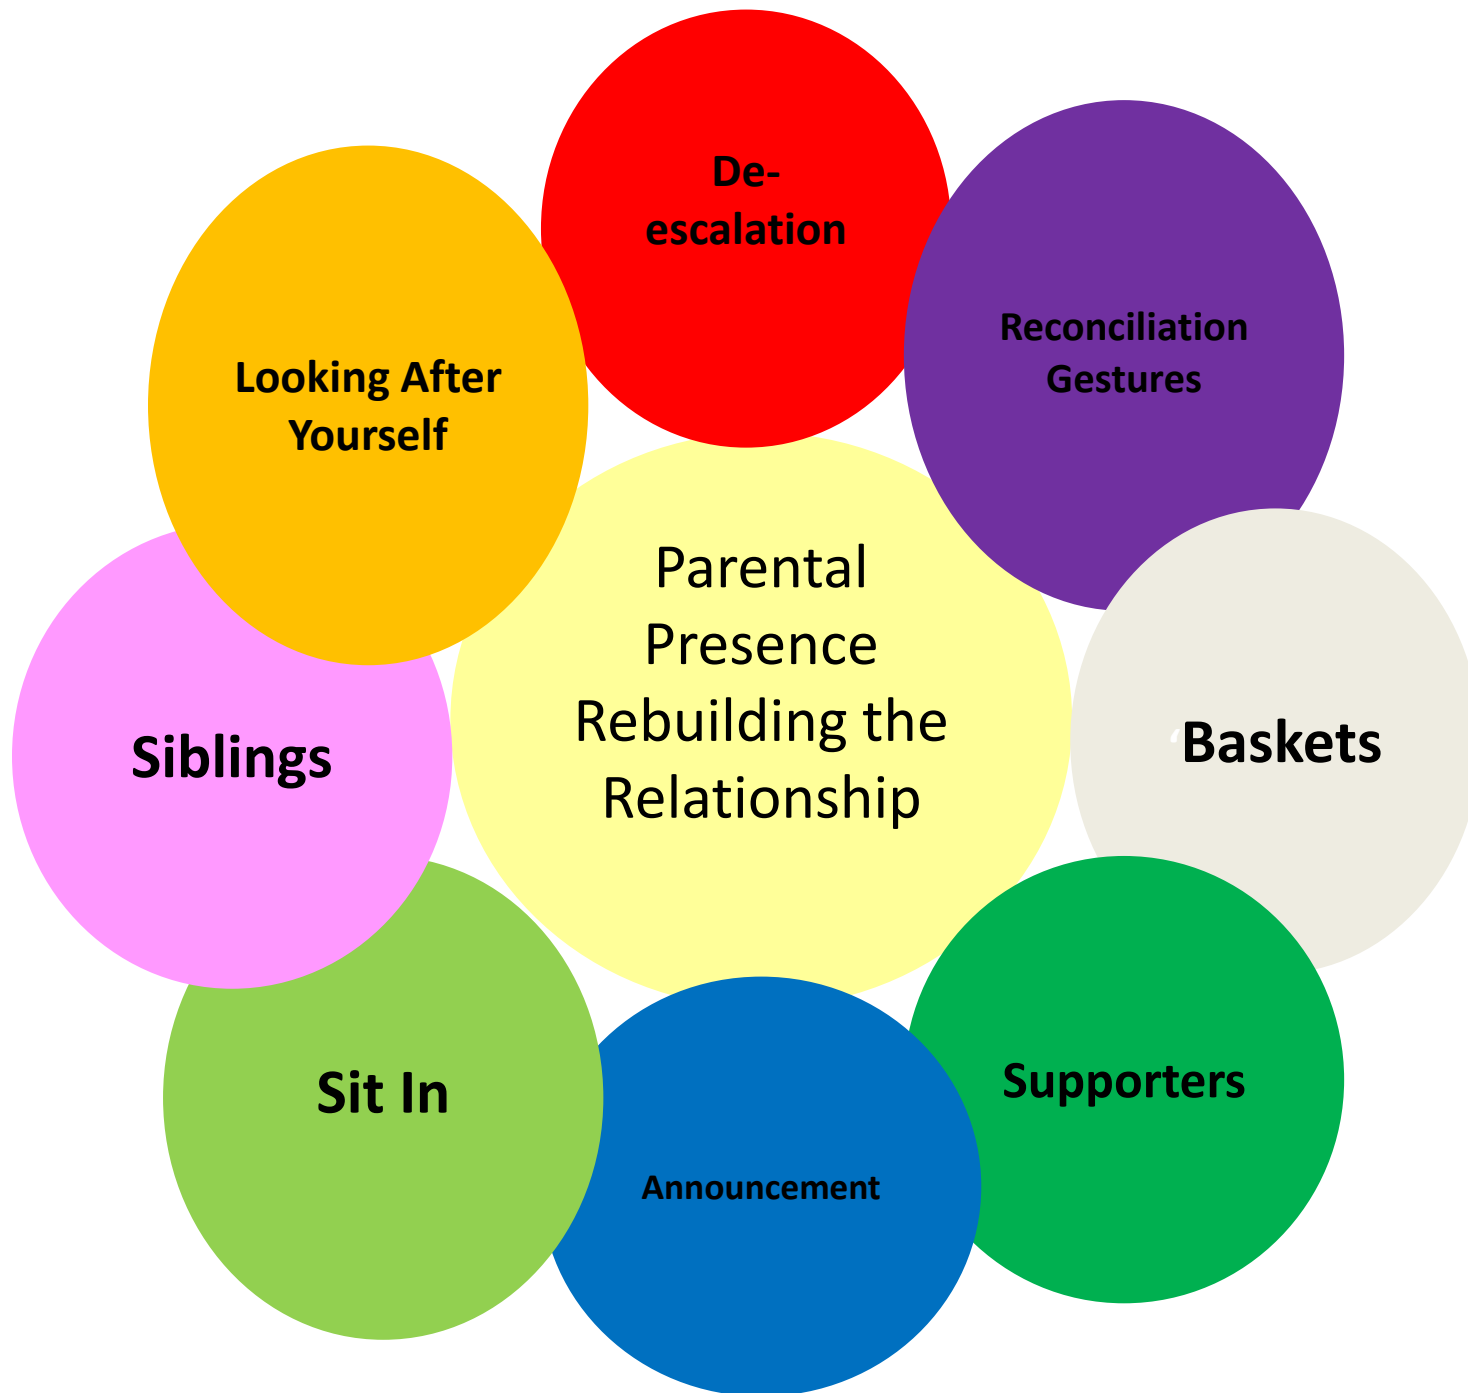 De-
escalation
Reconciliation
Gestures
Looking After
Yourself
Parental
Presence
Rebuilding the
Relationship
‘Baskets
Siblings
Supporters
Sit In
Announcement